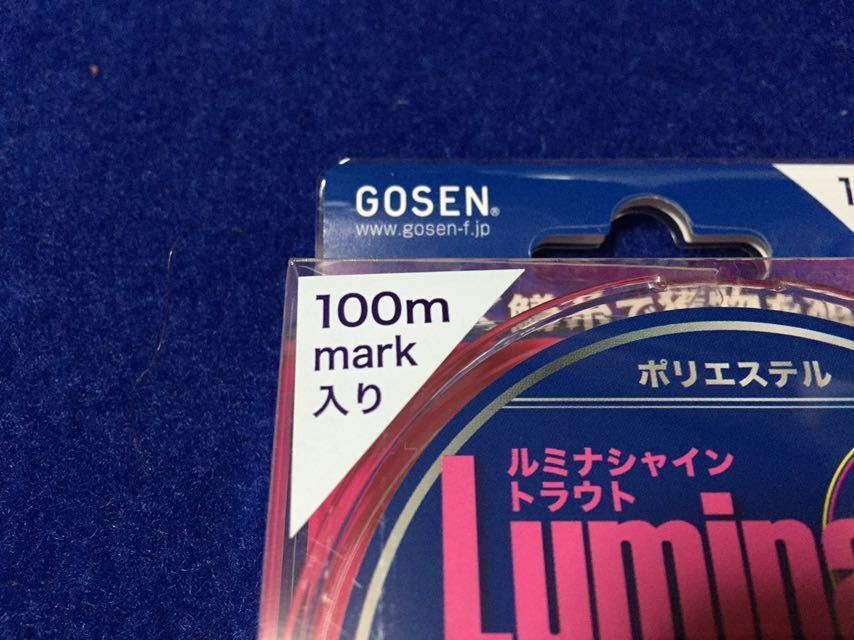 GOSEN®
www.gosen-f.jp
100m
mark
入り
ポリエステル
ルミナシャイン
トラウト
Lumina